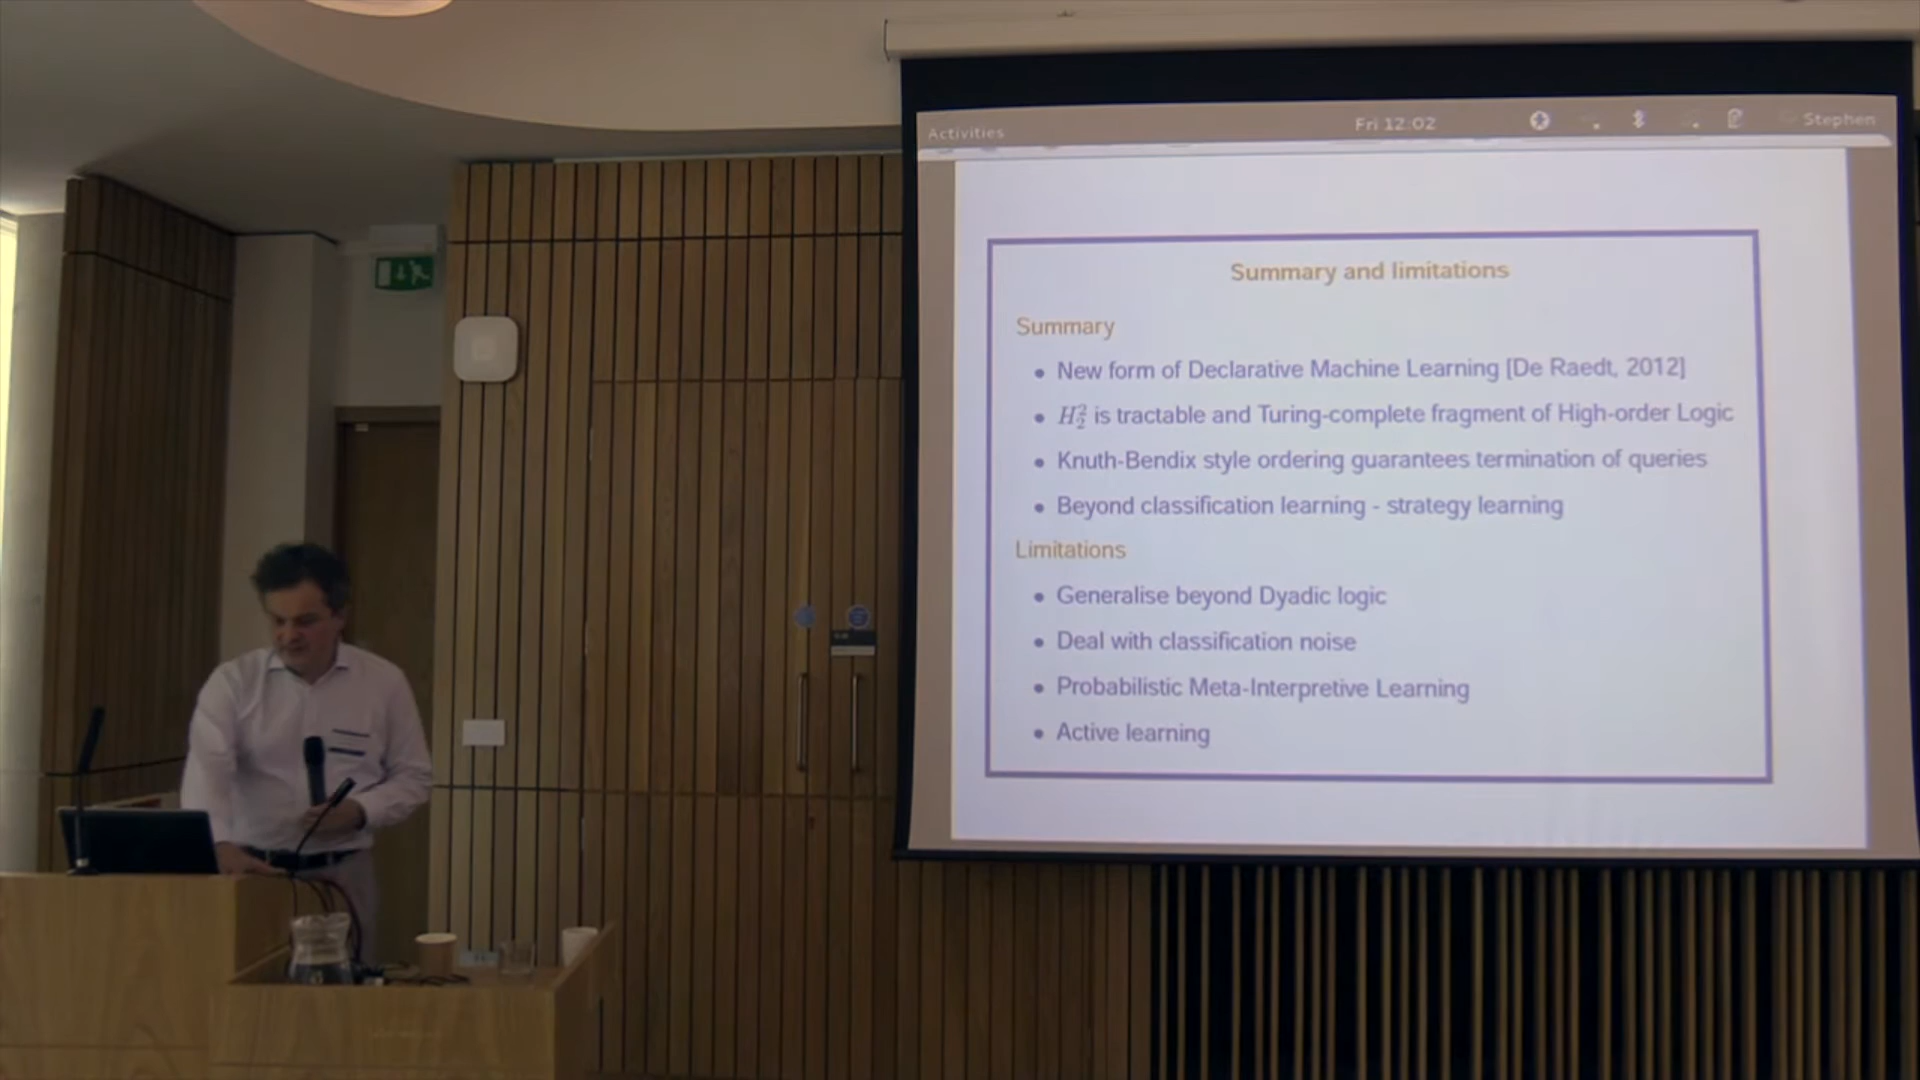 Activities Fri 12:02 Stephen
Summary and limitations
Summary
• New form of Declarative Machine Learning [De Raedt, 2012]
• H₂² is tractable and Turing-complete fragment of High-order Logic
• Knuth-Bendix style ordering guarantees termination of queries
• Beyond classification learning - strategy learning
Limitations
• Generalise beyond Dyadic logic
• Deal with classification noise
• Probabilistic Meta-Interpretive Learning
• Active learning